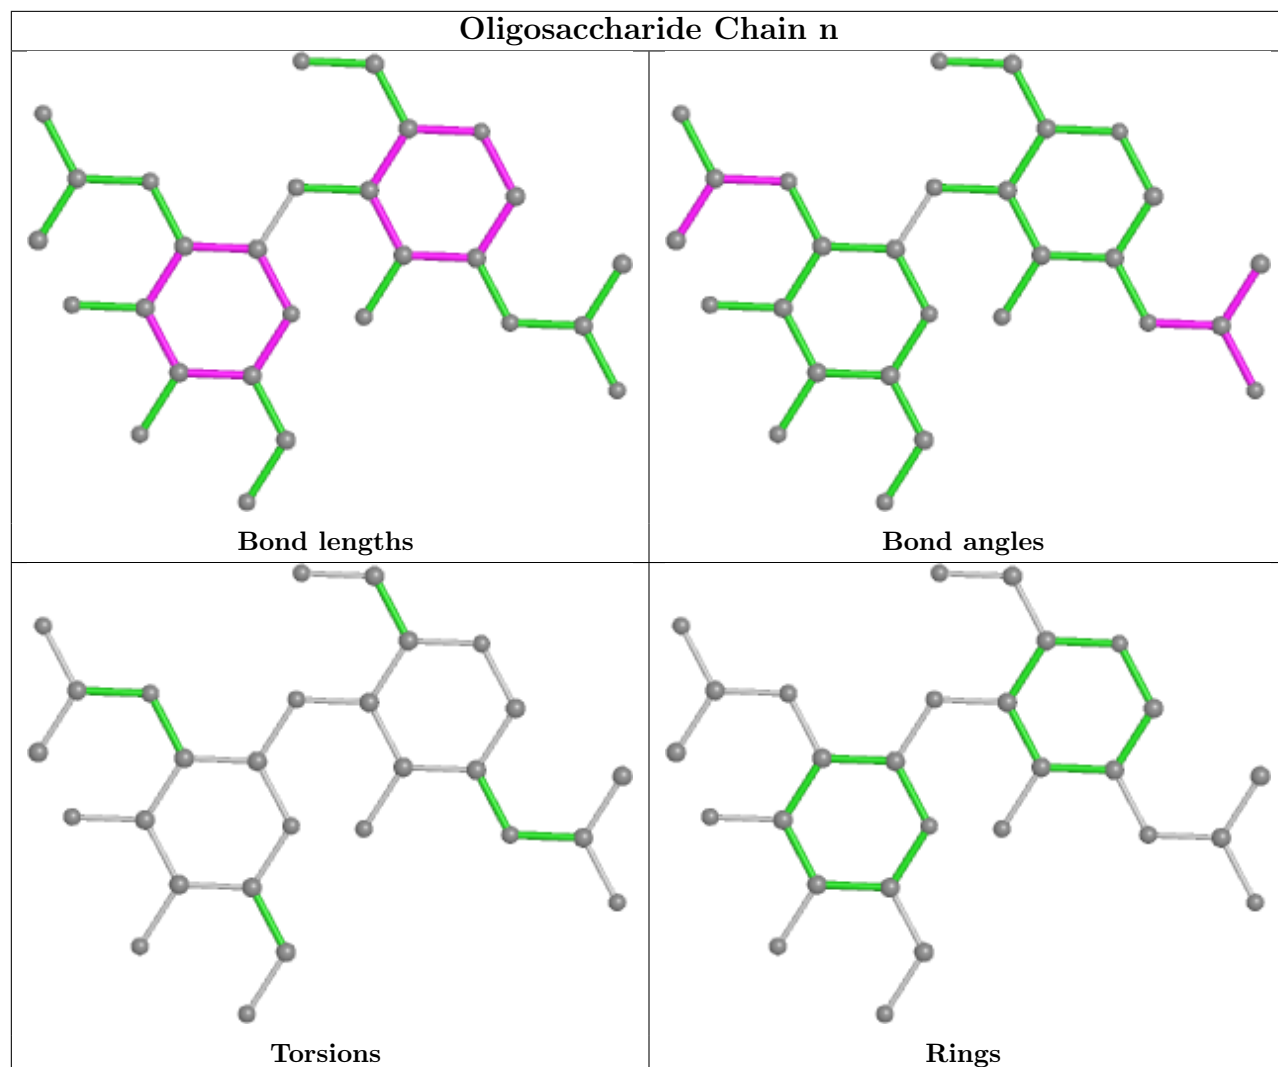 Oligosaccharide Chain n
Bond lengths
Bond angles
Torsions
Rings